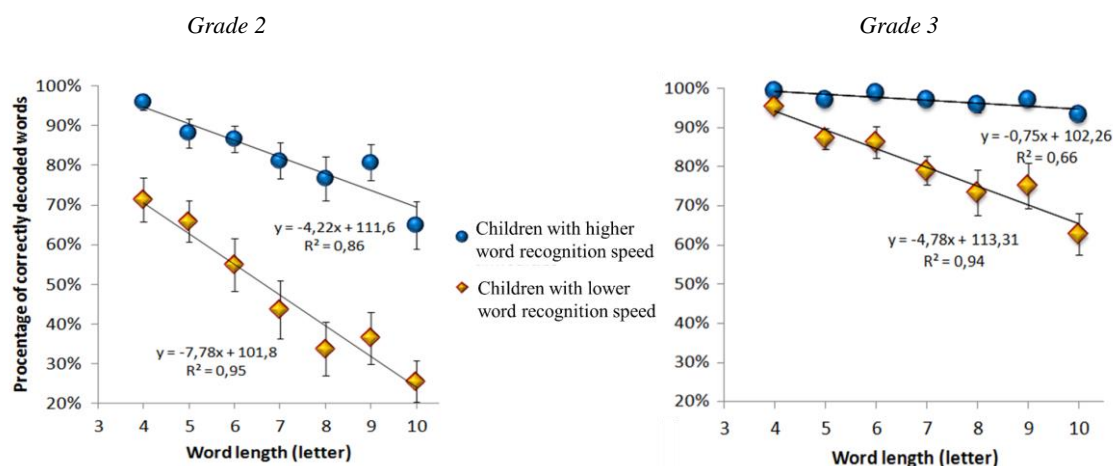 Grade 2
Procentage of correctly decoded words
100%
90%
80%
70%
60%
50%
40%
30%
20%
y = -4,22x + 111,6
R² = 0,86
y = -7,78x + 101,8
R² = 0,95
3 4 5 6 7 8 9 10
Word length (letter)
Children with higher
word recognition speed
Children with lower
word recognition speed
Grade 3
100%
90%
80%
70%
60%
50%
40%
30%
20%
y = -0,75x + 102,26
R² = 0,66
y = -4,78x + 113,31
R² = 0,94
3 4 5 6 7 8 9 10
Word length (letter)